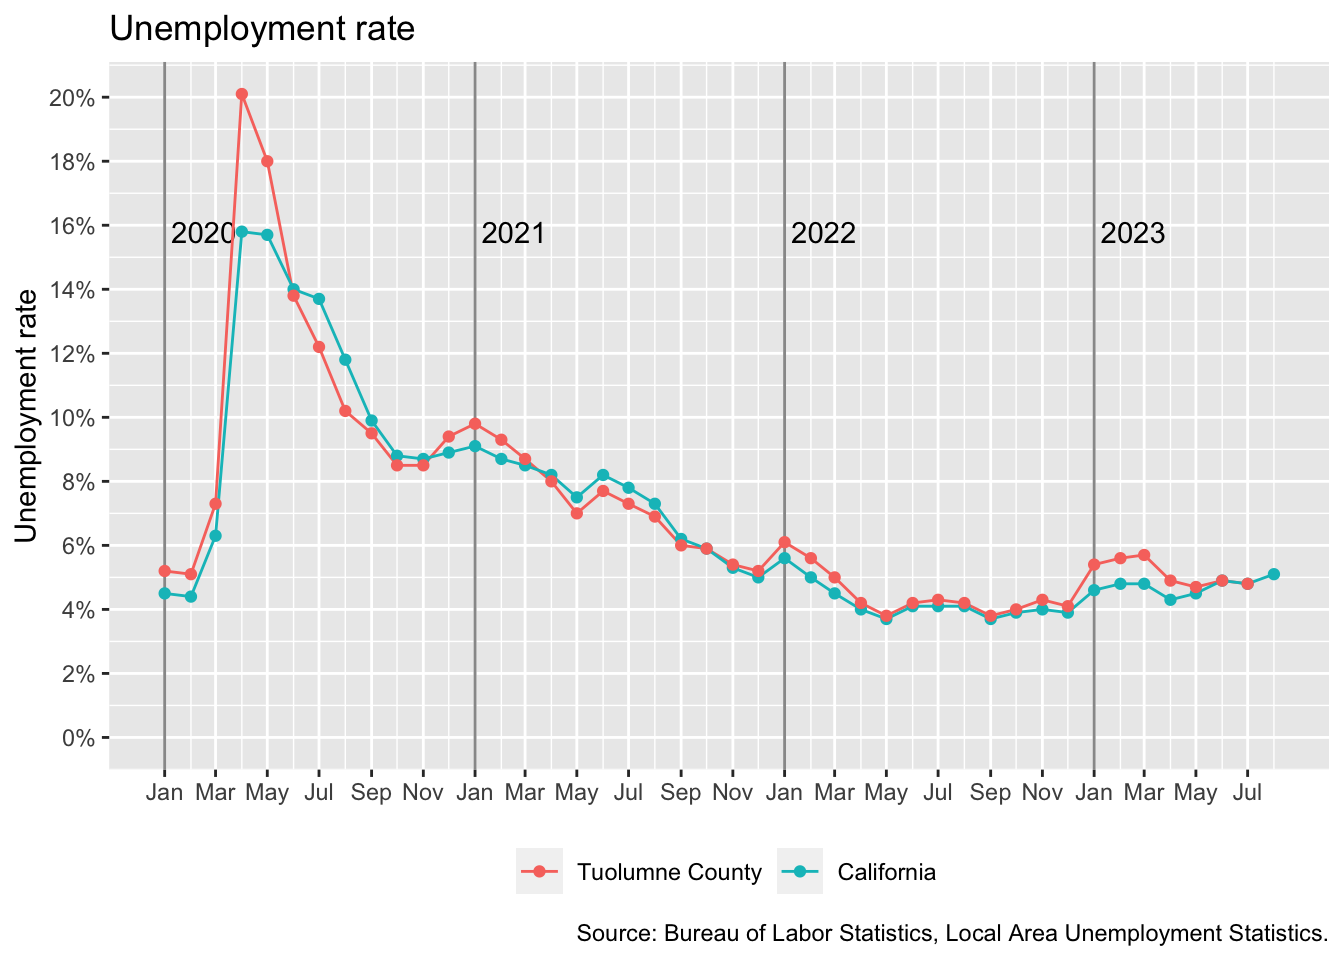 Unemployment rate
Unemployment rate
20%
18%
16%
14%
12%
10%
8%
6%
4%
2%
0%
2020 2021 2022 2023
Jan Mar May Jul Sep Nov Jan Mar May Jul Sep Nov Jan Mar May Jul Sep Nov Jan Mar May Jul
Tuolumne County California
Source: Bureau of Labor Statistics, Local Area Unemployment Statistics.